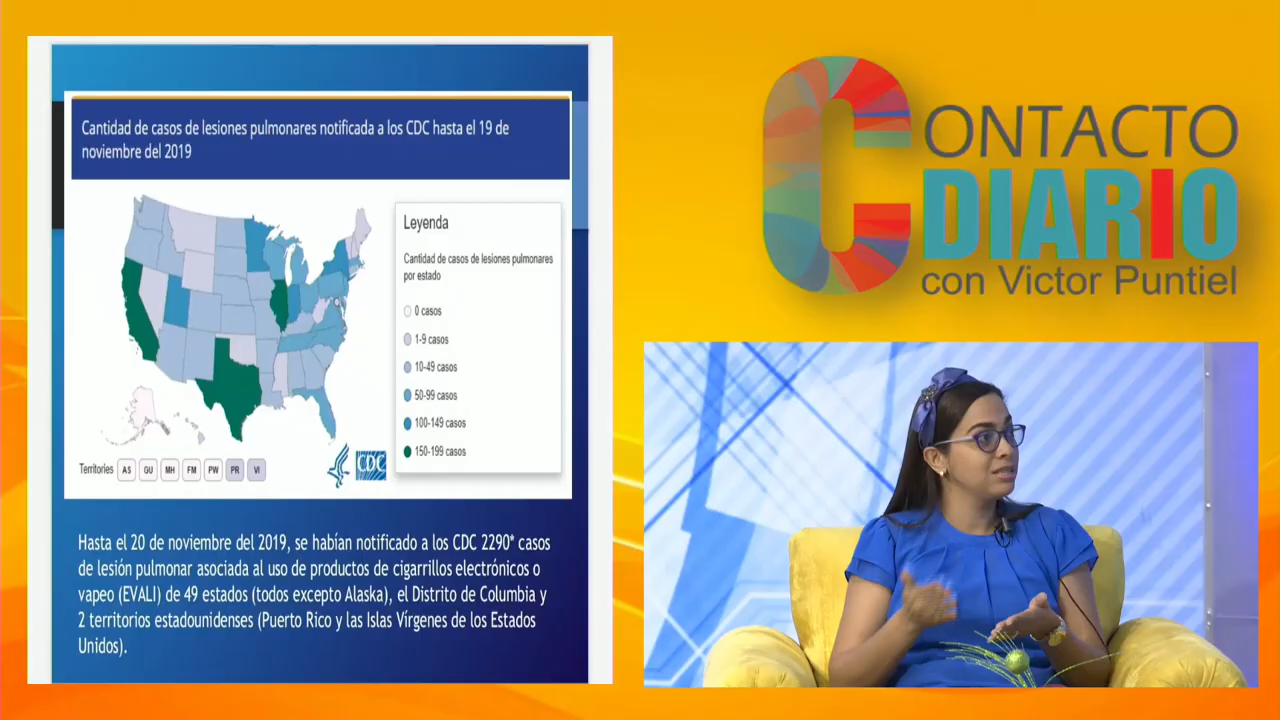 Cantidad de casos de lesiones pulmonares notificada a los CDC hasta el 19 de
noviembre del 2019
Leyenda
Cantidad de casos de lesiones pulmonares
por estado
0 casos
1-9 casos
10-49 casos
50-99 casos
100-149 casos
150-199 casos
Territories AS GU MH FM PW PR VI
CDC
Hasta el 20 de noviembre del 2019, se habían notificado a los CDC 2290* casos
de lesión pulmonar asociada al uso de productos de cigarrillos electrónicos o
vapeo (EVALI) de 49 estados (todos excepto Alaska), el Distrito de Columbia y
2 territorios estadounidenses (Puerto Rico y las Islas Vírgenes de los Estados
Unidos).
CONTACTO
DIARIO
con Victor Puntiel